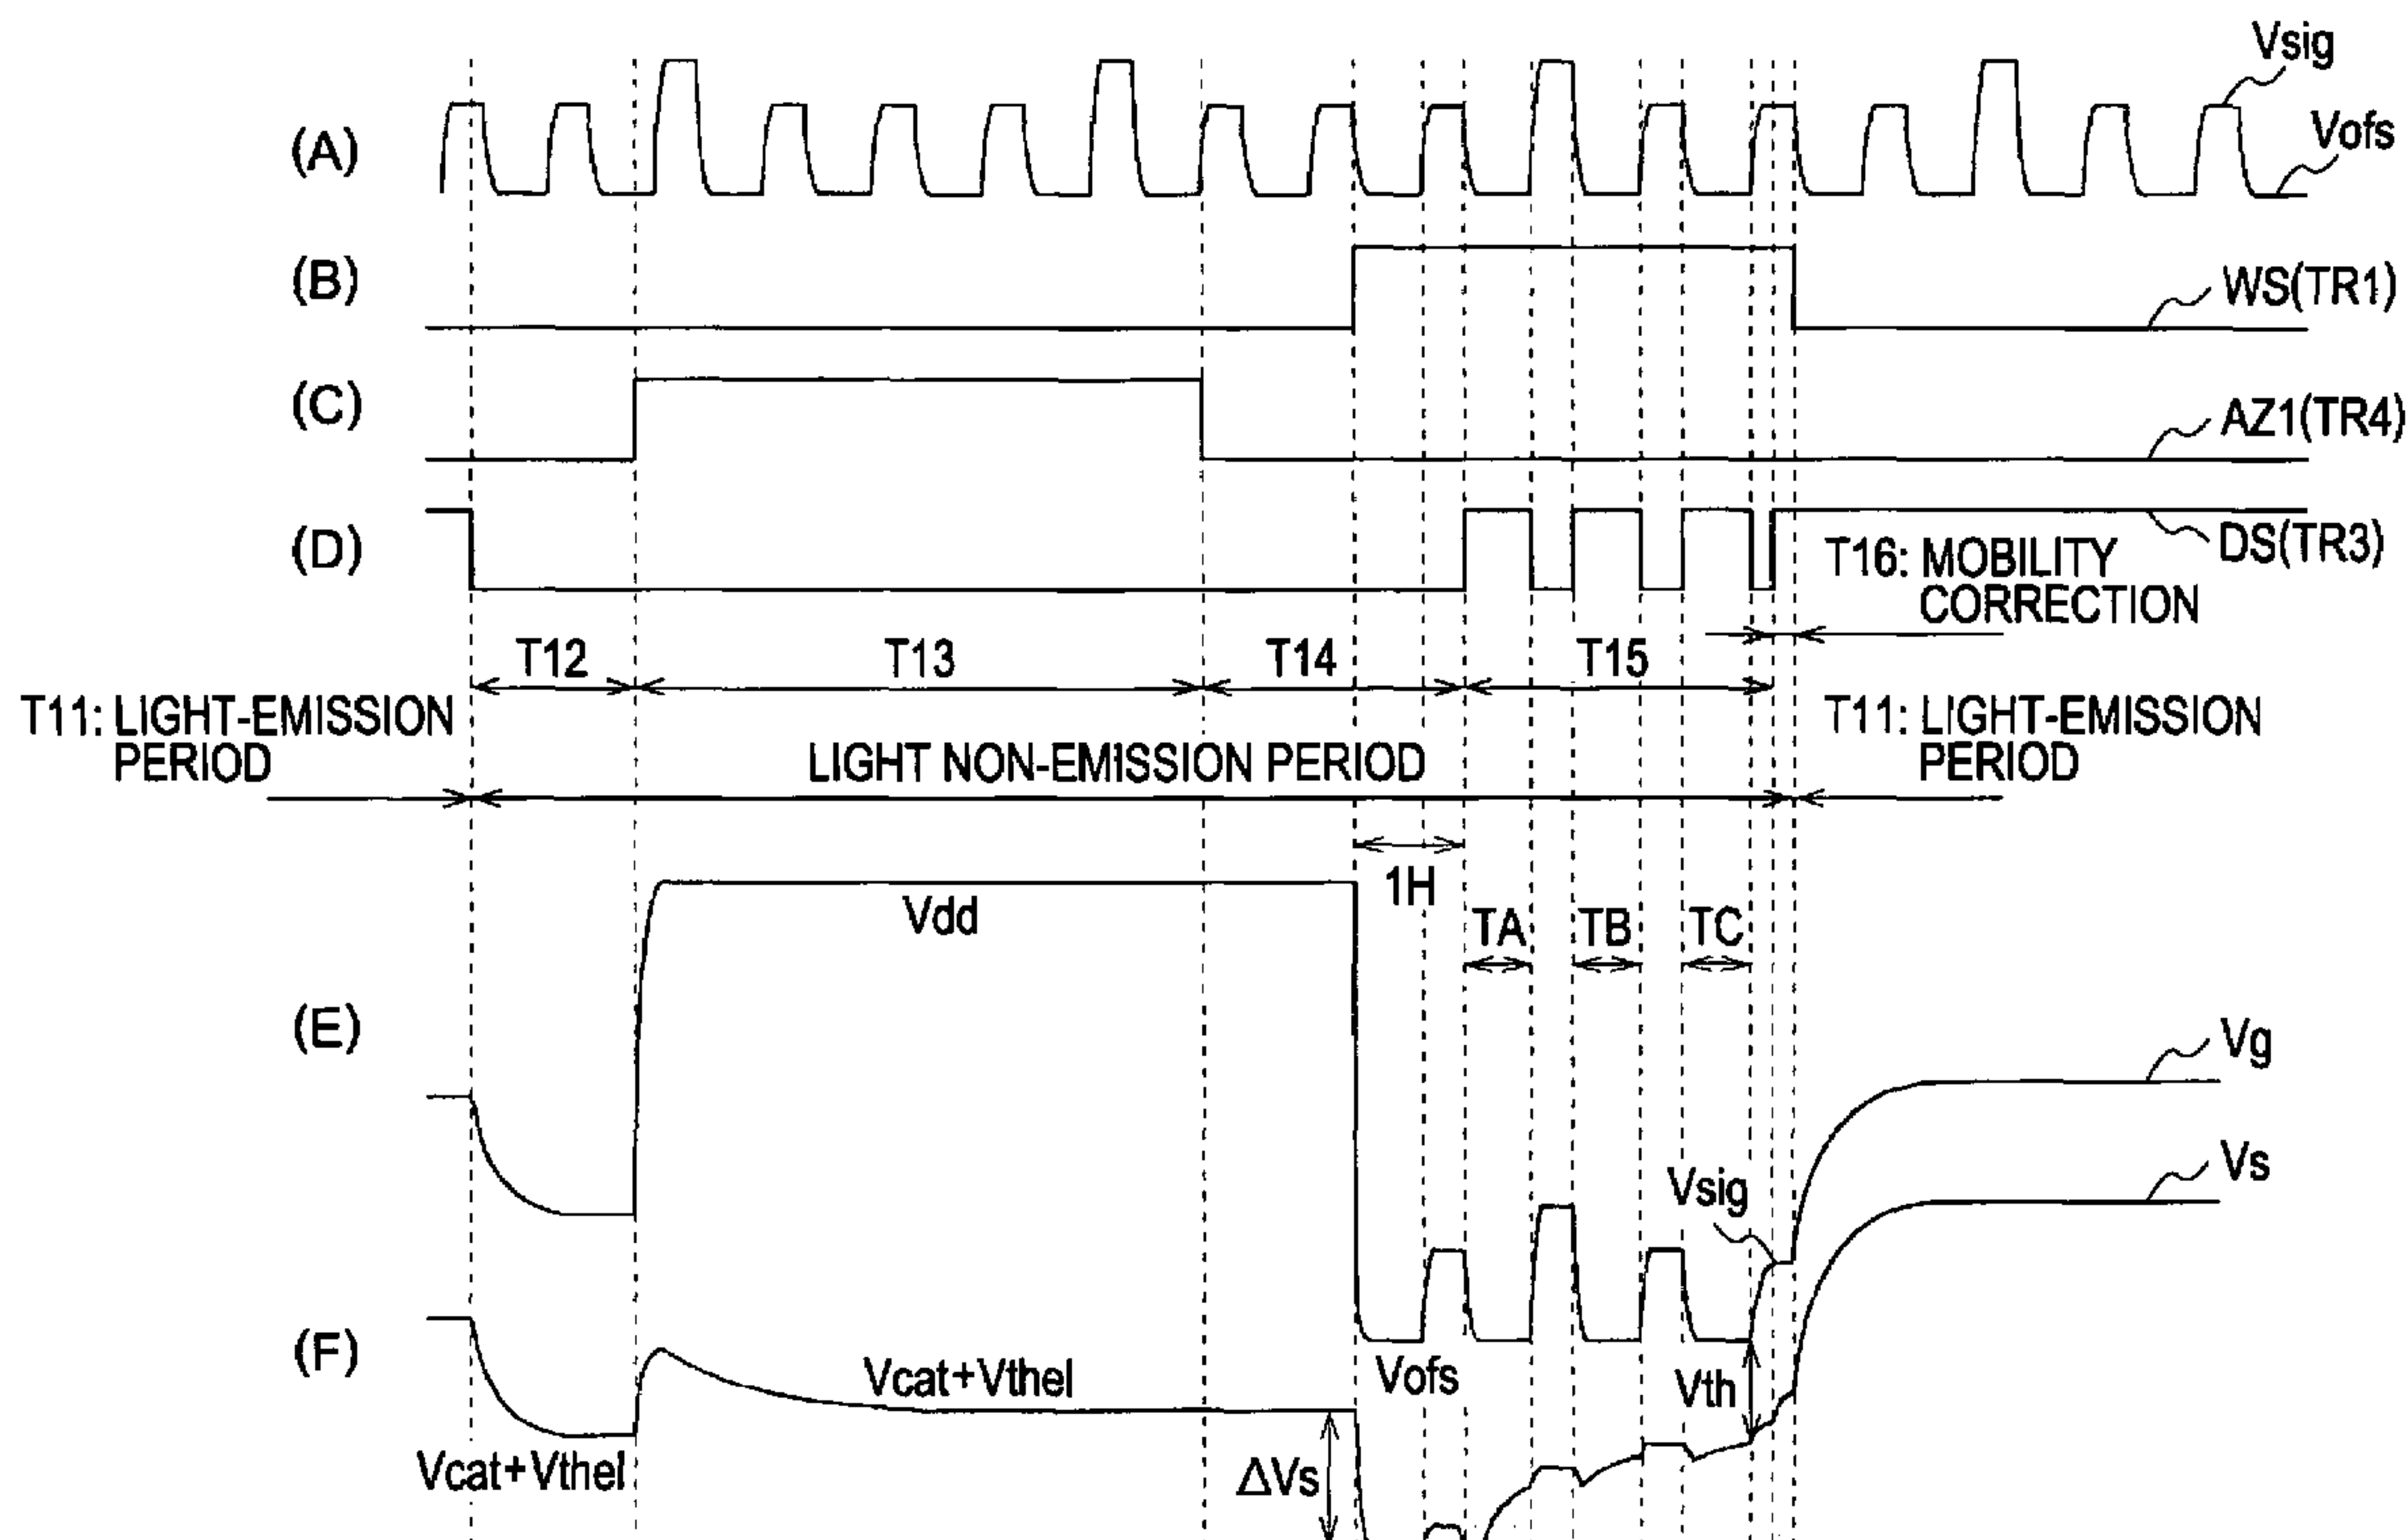 Vsig
Vofs
(A)
(B)
WS(TR1)
(C)
AZ1(TR4)
(D)
DS(TR3)
T16: MOBILITY
CORRECTION
T12
T13
T14
T15
T11: LIGHT-EMISSION
PERIOD
LIGHT NON-EMISSION PERIOD
T11: LIGHT-EMISSION
PERIOD
1H
Vdd
TA
TB
TC
(E)
Vg
Vs
Vsig
(F)
Vcat+Vthel
Vofs
Vth
Vcat+Vthel
ΔVs